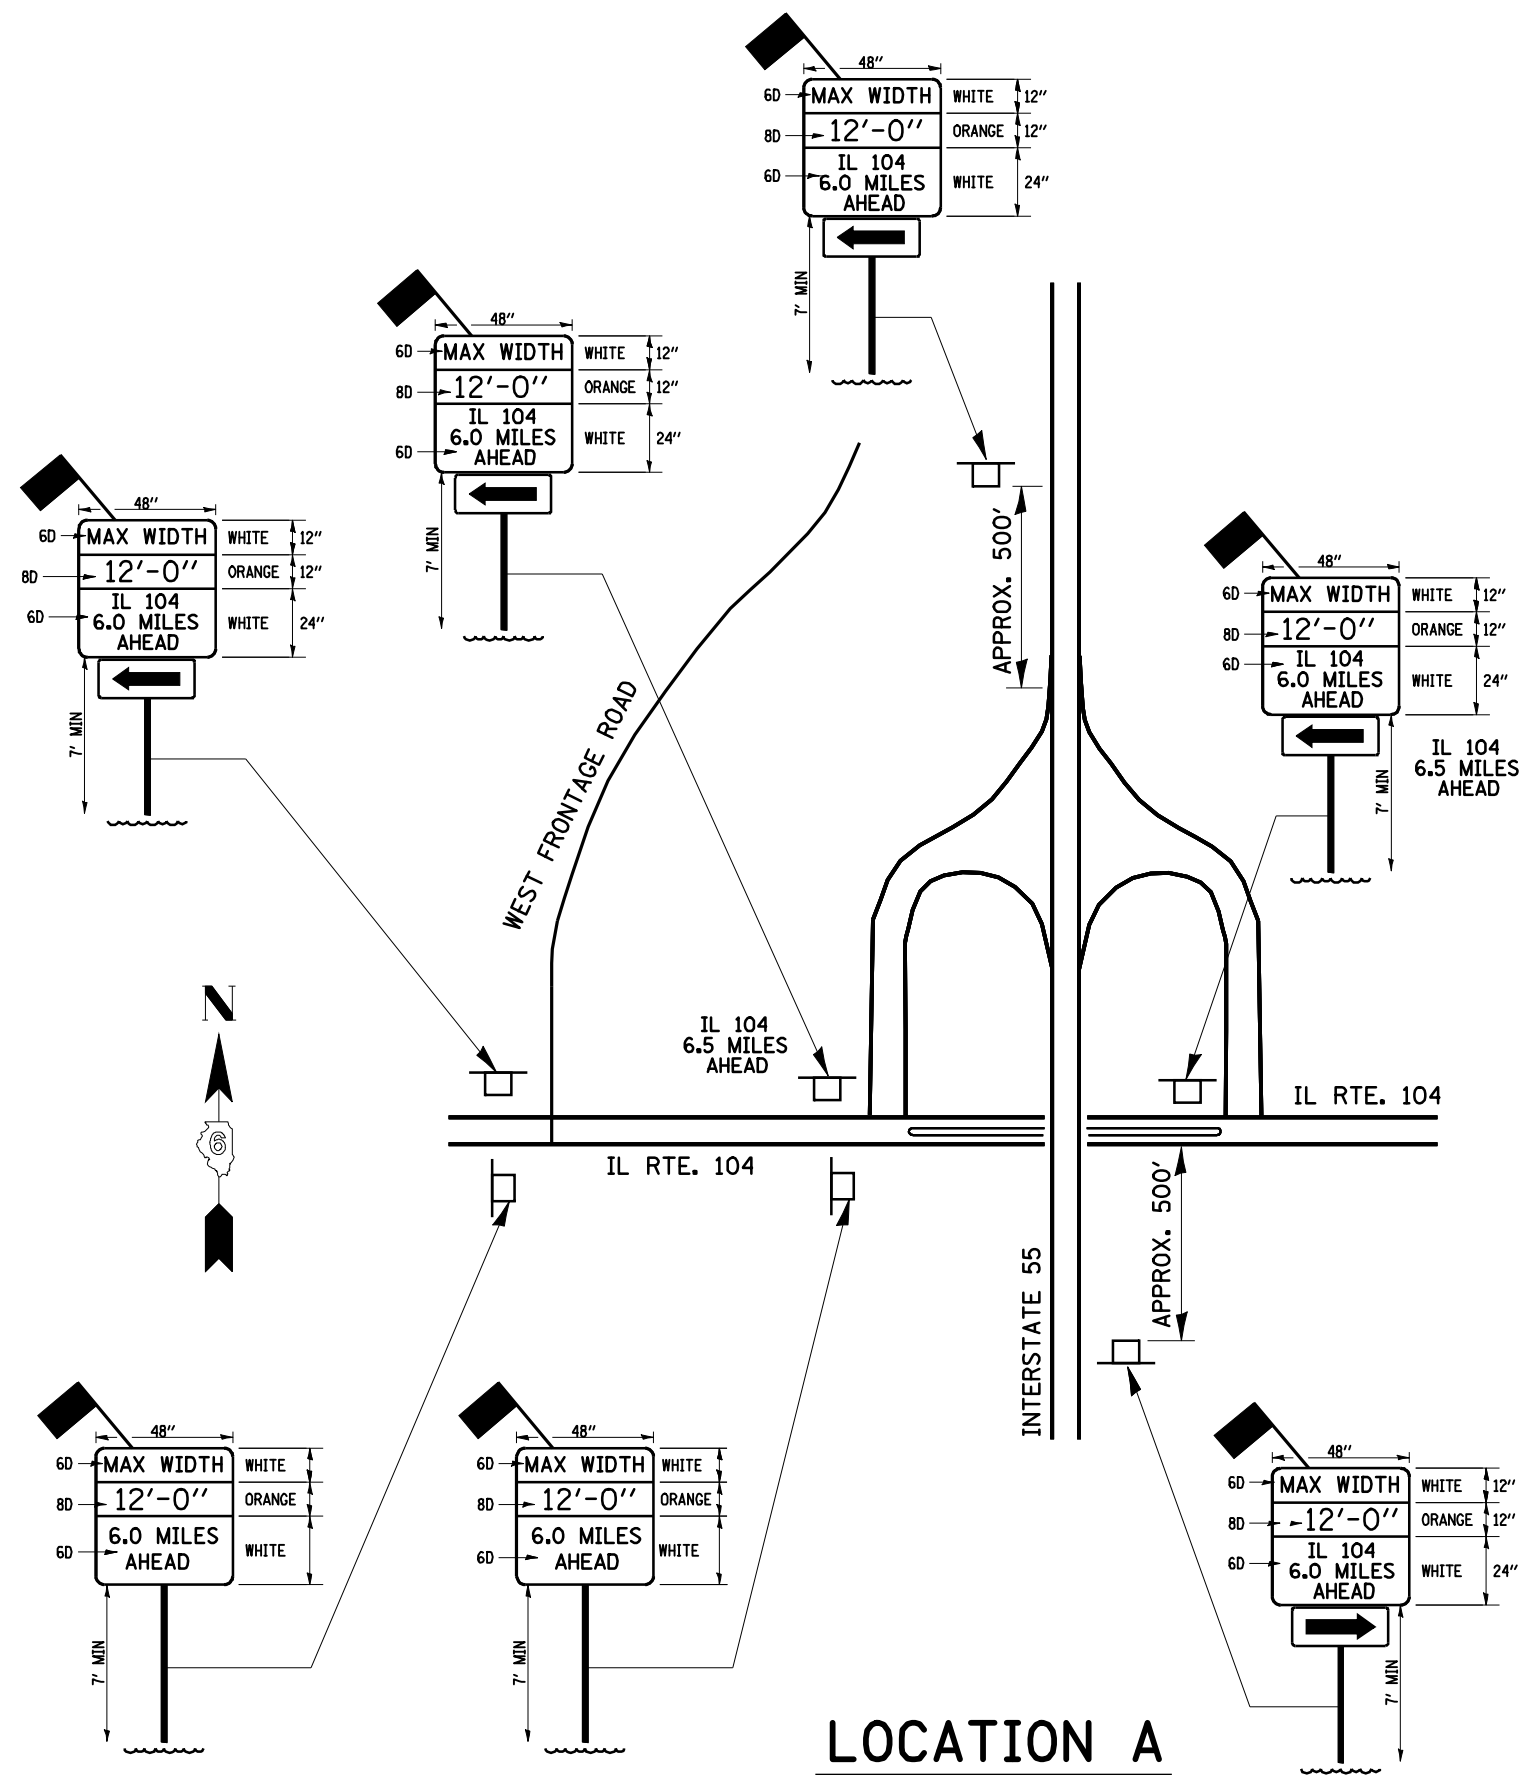 48"
6D
MAX WIDTH
WHITE
12"
8D
12'-0"
ORANGE
12"
IL 104
6D
6.0 MILES
WHITE
24"
AHEAD
7' MIN
48"
6D
MAX WIDTH
WHITE
12"
8D
12'-0"
ORANGE
12"
IL 104
6.0 MILES
WHITE
24"
6D
AHEAD
7' MIN
48"
6D
MAX WIDTH
WHITE
12"
8D
12'-0"
ORANGE
12"
IL 104
6D
6.0 MILES
WHITE
24"
AHEAD
7' MIN
APPROX. 500'
48"
6D
MAX WIDTH
WHITE
12"
8D
12'-0"
ORANGE
12"
6D
IL 104
6.0 MILES
WHITE
24"
AHEAD
7' MIN
IL 104
6.5 MILES
AHEAD
WEST FRONTAGE ROAD
N
6
IL 104
6.5 MILES
AHEAD
IL RTE. 104
IL RTE. 104
APPROX. 500'
INTERSTATE 55
48"
6D
MAX WIDTH
WHITE
8D
12'-0"
ORANGE
6.0 MILES
6D
AHEAD
WHITE
7' MIN
48"
6D
MAX WIDTH
WHITE
8D
12'-0"
ORANGE
6.0 MILES
6D
AHEAD
WHITE
7' MIN
48"
6D
MAX WIDTH
WHITE
12"
8D
12'-0"
ORANGE
12"
IL 104
6D
6.0 MILES
WHITE
24"
AHEAD
7' MIN
LOCATION A